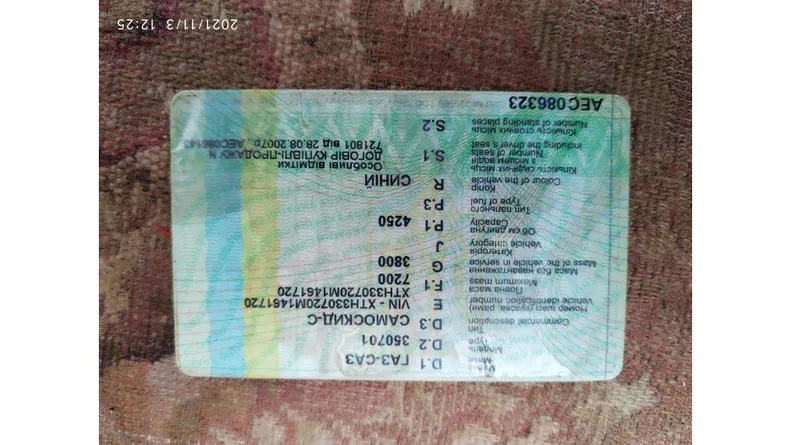 Марка
Make D.1 ГАЗ-САЗ
Модель
Type D.2 350701
Тип
Commercial description D.3 САМОСКИД-С
Номер шасі (кузова, рами)
Vehicle identification number E VIN - XTH330720M1461720
XTH330720M1461720
Повна маса
Maximum mass F.1 7200
Маса без навантаження
Mass of the vehicle in service G 3800
Категорія
Vehicle category J
Об'єм двигуна
Capacity P.1 4250
Тип пального
Type of fuel P.3
Колір
Colour of the vehicle R СИНІЙ
Кількість сидячих місць
з місцем водія
Number of seats
including the driver's seat S.1
Особливі відмітки
ДОГОВІР КУПІВЛІ-ПРОДАЖУ N
721801 від 28.08.2007р., АЕС086143
Кількість стоячих місць
Number of standing places S.2
АЕС086323
2021/11/3 12:25